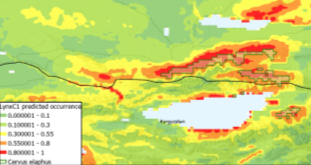 LynxC1 predicted occurrence
0.000001 - 0.1
0.100001 - 0.3
0.300001 - 0.55
0.550001 - 0.8
0.800001 - 1
Cervus elaphus
Kyrgyzstan